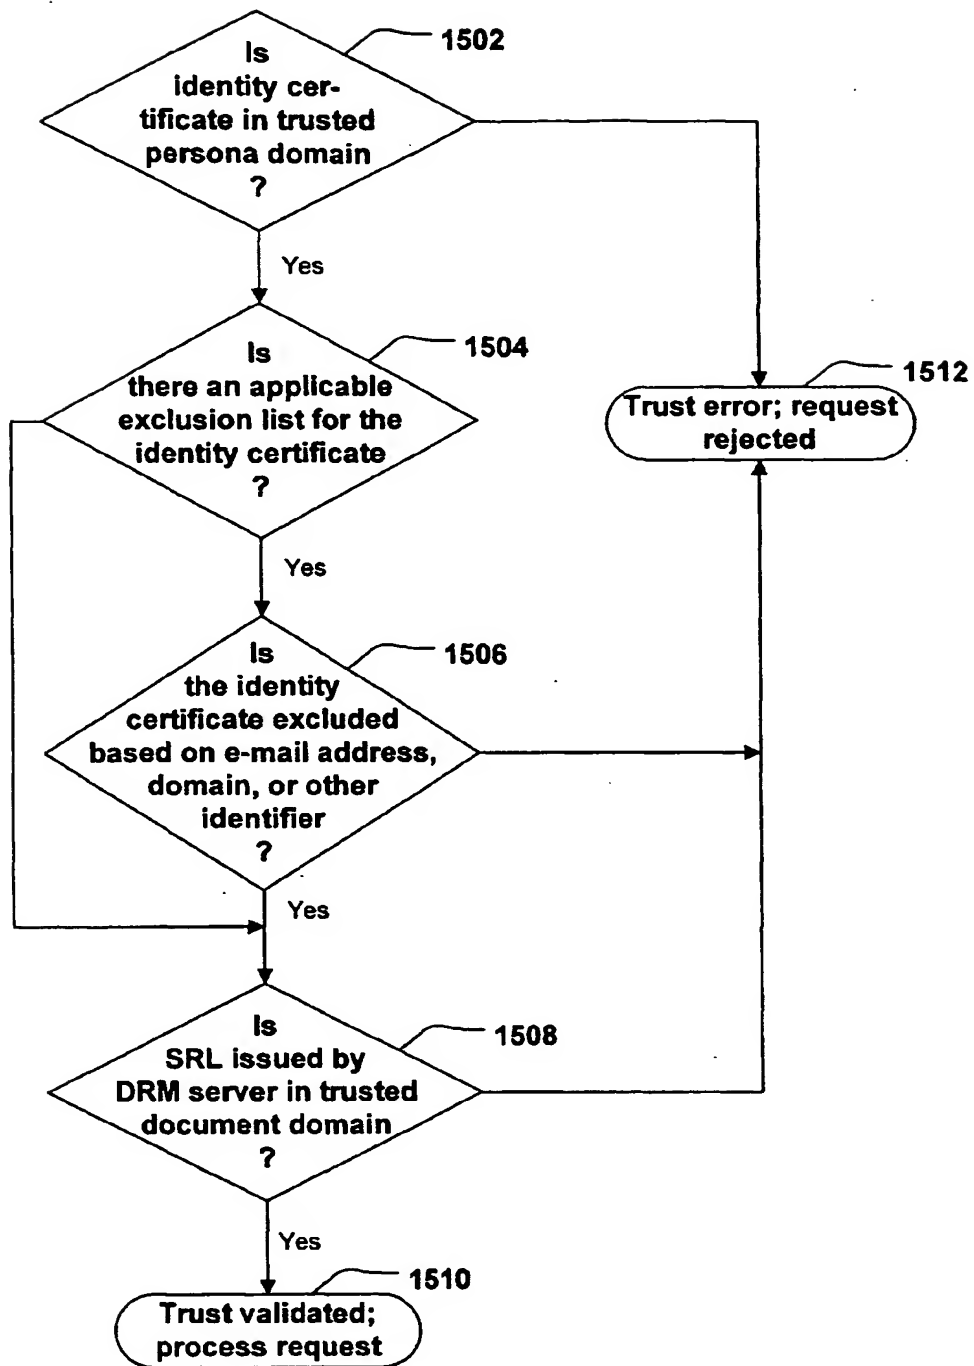 1502
Is
identity cer-
tificate in trusted
persona domain
?
Yes
1504
Is
there an applicable
exclusion list for the
identity certificate
?
1512
Trust error; request
rejected
Yes
1506
Is
the identity
certificate excluded
based on e-mail address,
domain, or other
identifier
?
Yes
1508
Is
SRL issued by
DRM server in trusted
document domain
?
Yes
1510
Trust validated;
process request